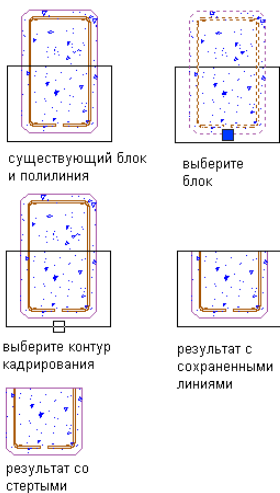 существующий блок
и полилиния
выберите
блок
выберите контур
кадрирования
результат с
сохраненными
линиями
результат со
стертыми